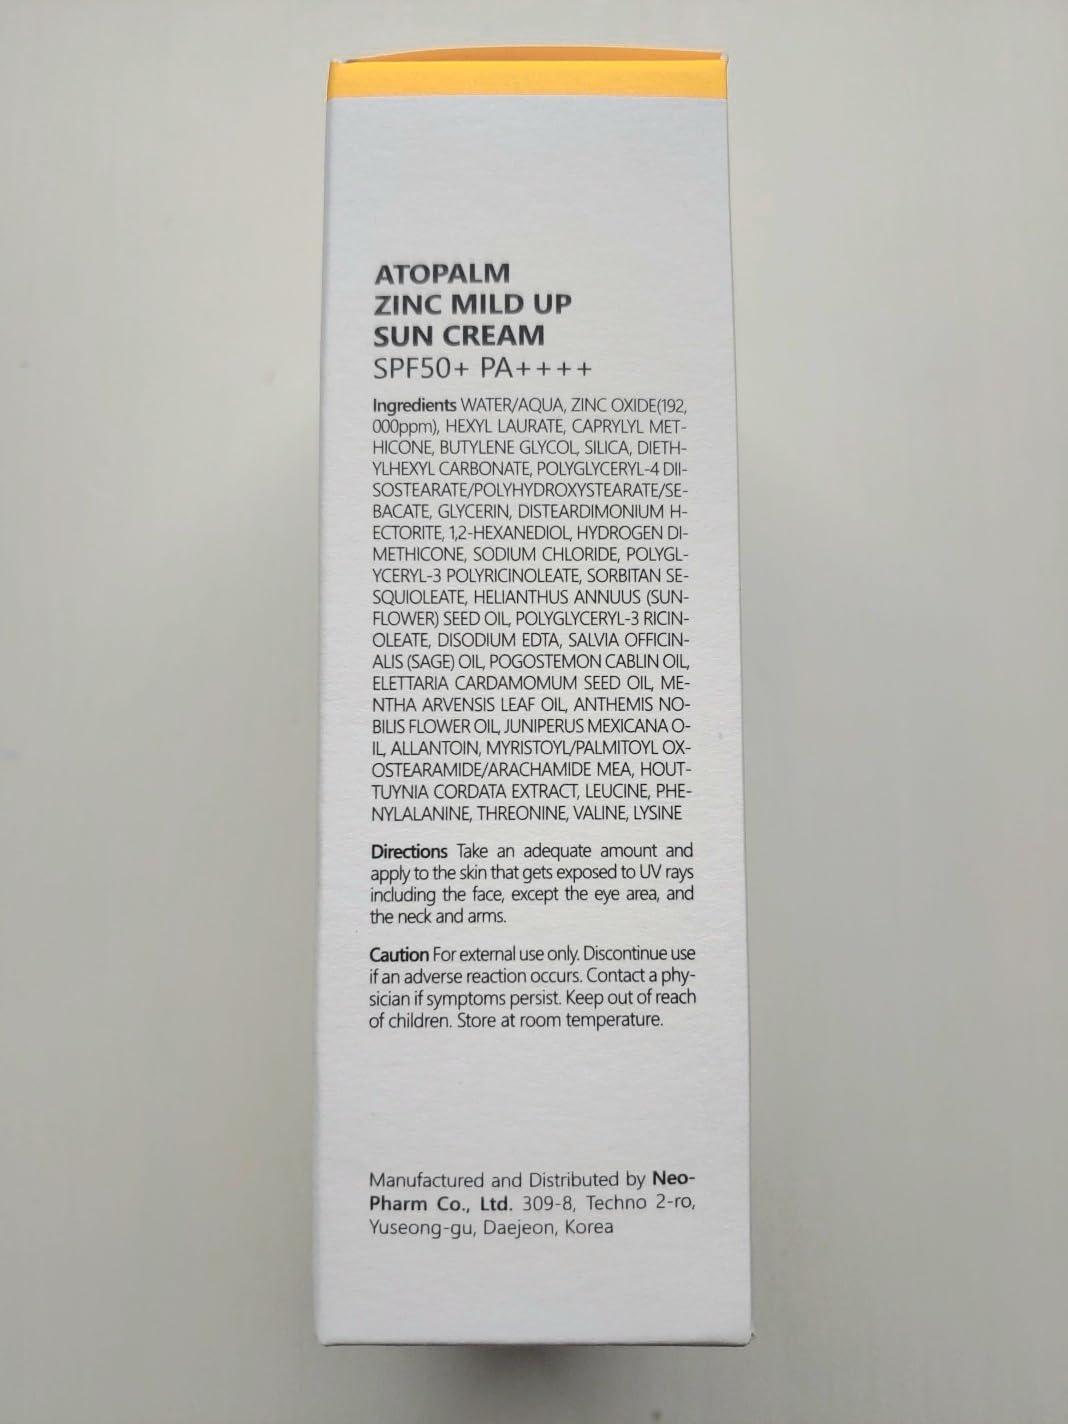 ATOPALM
ZINC MILD UP
SUN CREAM
SPF50+ PA++++
Ingredients WATER/AQUA, ZINC OXIDE(192,
000ppm), HEXYL LAURATE, CAPRYLYL MET-
HICONE, BUTYLENE GLYCOL, SILICA, DIETH-
YLHEXYL CARBONATE, POLYGLYCERYL-4 DII-
SOSTEARATE/POLYHYDROXYSTEARATE/SE-
BACATE, GLYCERIN, DISTEARDIMONIUM H-
ECTORITE, 1,2-HEXANEDIOL, HYDROGEN DI-
METHICONE, SODIUM CHLORIDE, POLYGL-
YCERYL-3 POLYRICINOLEATE, SORBITAN SE-
SQUIOLEATE, HELIANTHUS ANNUUS (SUN-
FLOWER) SEED OIL, POLYGLYCERYL-3 RICIN-
OLEATE, DISODIUM EDTA, SALVIA OFFICIN-
ALIS (SAGE) OIL, POGOSTEMON CABLIN OIL,
ELETTARIA CARDAMOMUM SEED OIL, ME-
NTHA ARVENSIS LEAF OIL, ANTHEMIS NO-
BILIS FLOWER OIL, JUNIPERUS MEXICANA O-
IL, ALLANTOIN, MYRISTOYL/PALMITOYL OX-
OSTEARAMIDE/ARACHAMIDE MEA, HOUT-
TUYNIA CORDATA EXTRACT, LEUCINE, PHE-
NYLALANINE, THREONINE, VALINE, LYSINE
Directions Take an adequate amount and
apply to the skin that gets exposed to UV rays
including the face, except the eye area, and
the neck and arms.
Caution For external use only. Discontinue use
if an adverse reaction occurs. Contact a phy-
sician if symptoms persist. Keep out of reach
of children. Store at room temperature.
Manufactured and Distributed by Neo-
Pharm Co., Ltd. 309-8, Techno 2-ro,
Yuseong-gu, Daejeon, Korea